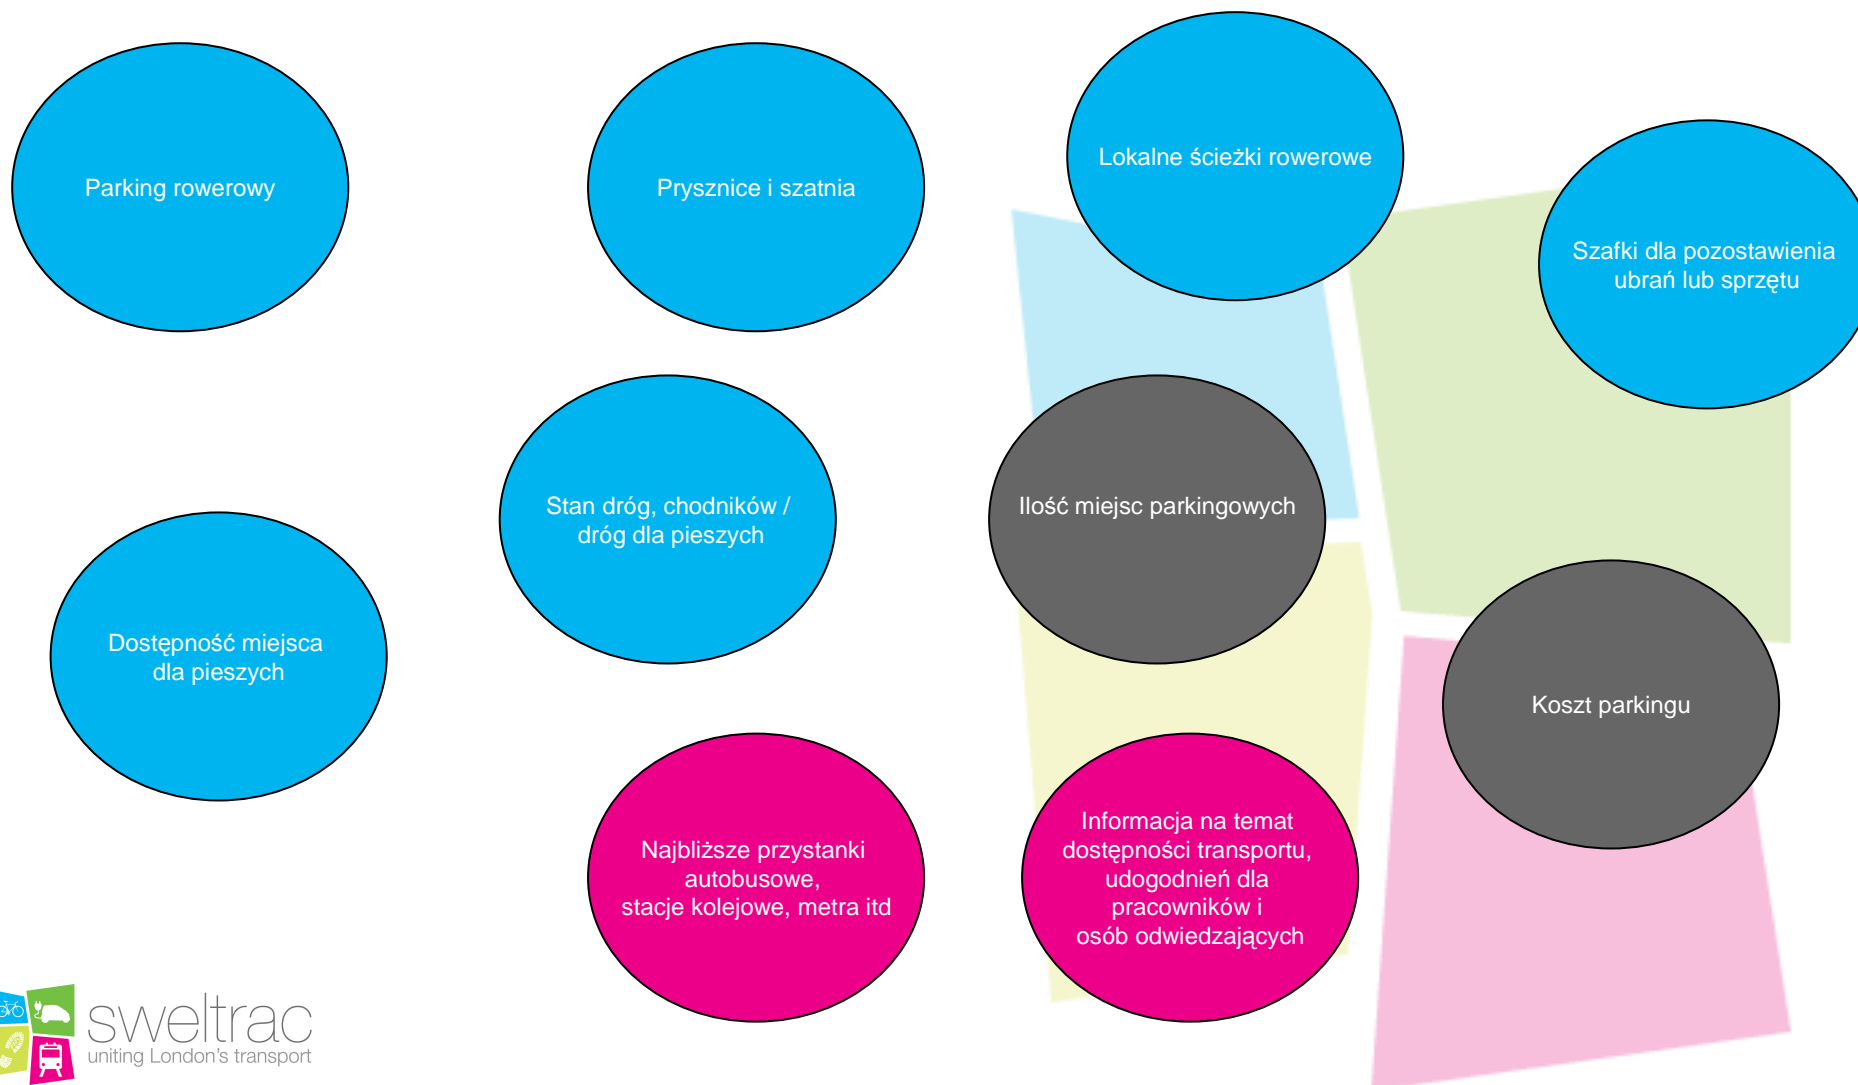 Parking rowerowy
Prysznice i szatnia
Lokalne ścieżki rowerowe
Szafki dla pozostawienia
ubrań lub sprzętu
Stan dróg, chodników /
dróg dla pieszych
Ilość miejsc parkingowych
Dostępność miejsca
dla pieszych
Koszt parkingu
Najbliższe przystanki
autobusowe,
stacje kolejowe, metra itd
Informacja na temat
dostępności transportu,
udogodnień dla
pracowników i
osób odwiedzających
sweltrac
uniting London's transport